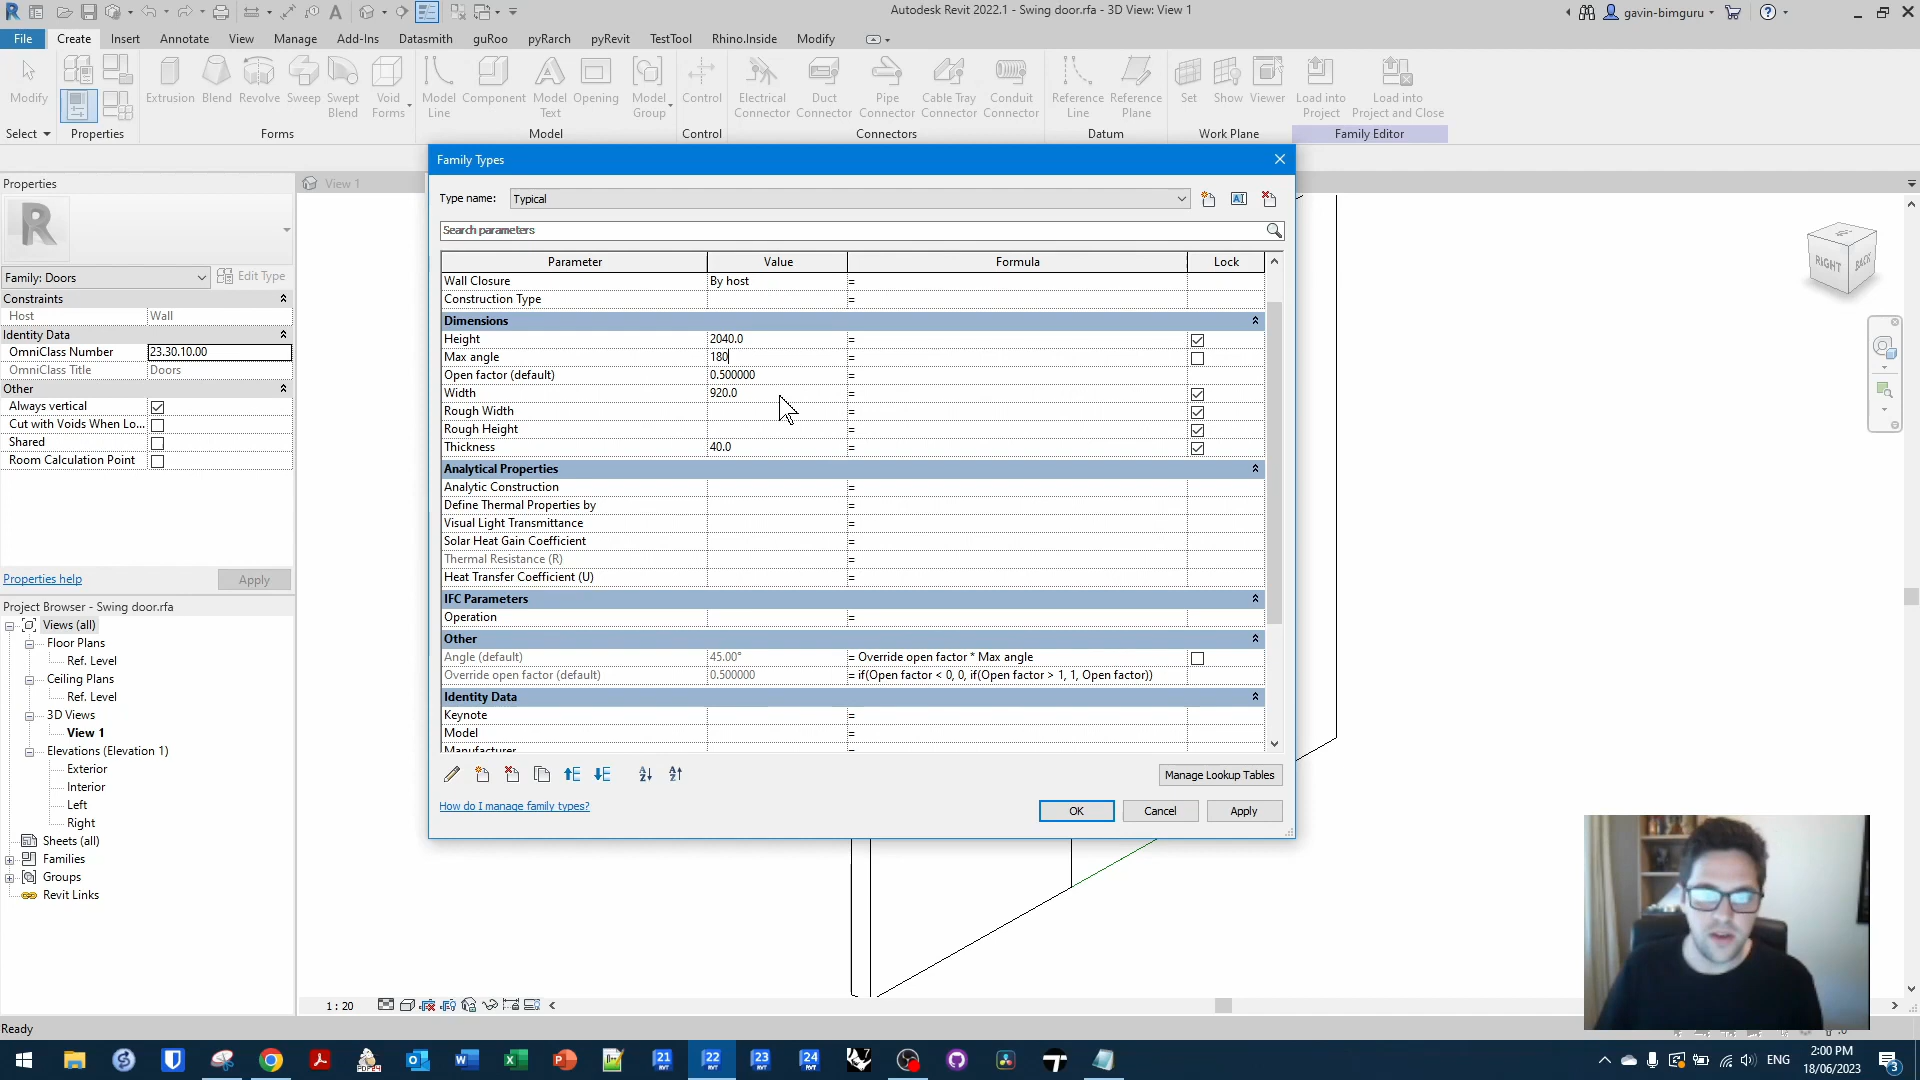 Autodesk Revit 2022.1 - Swing door.rfa - 3D View: View 1
gavin-bimguru
File Create Insert Annotate View Manage Add-Ins Datasmith guRoo pyRarch pyRevit TestTool Rhino.Inside Modify
Modify Extrusion Blend Revolve Sweep Swept Blend Void Forms Model Line Component Model Text Opening Model Group Control Electrical Connector Duct Connector Pipe Connector Cable Tray Connector Conduit Connector Reference Line Reference Plane Set Show Viewer Load into Project Load into Project and Close
Select Properties Forms Model Control Connectors Datum Work Plane Family Editor
Properties
View 1
Family: Doors Edit Type
Constraints
Host Wall
Identity Data
OmniClass Number 23.30.10.00
OmniClass Title Doors
Other
Always vertical
Cut with Voids When Lo...
Shared
Room Calculation Point
Properties help Apply
Project Browser - Swing door.rfa
Views (all)
Floor Plans
Ref. Level
Ceiling Plans
Ref. Level
3D Views
View 1
Elevations (Elevation 1)
Exterior
Interior
Left
Right
Sheets (all)
Families
Groups
Revit Links
Family Types
Type name: Typical
Search parameters
Parameter Value Formula Lock
Wall Closure By host =
Construction Type =
Dimensions
Height 2040.0 =
Max angle 180 =
Open factor (default) 0.500000 =
Width 920.0 =
Rough Width =
Rough Height =
Thickness 40.0 =
Analytical Properties
Analytic Construction =
Define Thermal Properties by =
Visual Light Transmittance =
Solar Heat Gain Coefficient =
Thermal Resistance (R) =
Heat Transfer Coefficient (U) =
IFC Parameters
Operation =
Other
Angle (default) 45.00° = Override open factor * Max angle
Override open factor (default) 0.500000 = if(Open factor < 0, 0, if(Open factor > 1, 1, Open factor))
Identity Data
Keynote =
Model =
Manufacturer =
Manage Lookup Tables
How do I manage family types?
OK Cancel Apply
RIGHT BACK
1 : 20
Ready
ENG
2:00 PM
18/06/2023